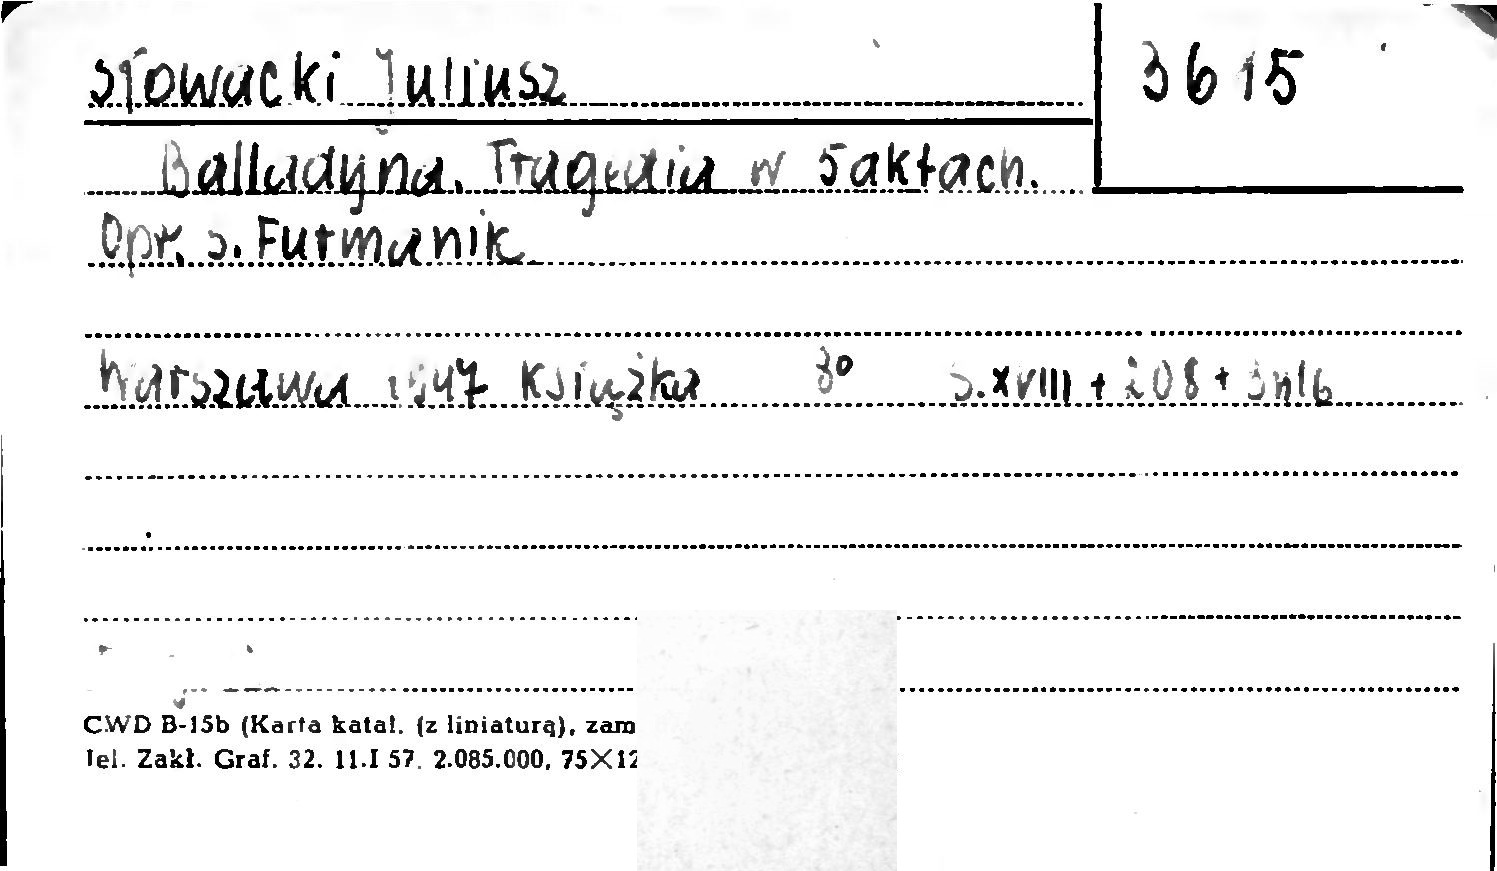 Słowacki Juliusz
3615
Balladyna. Tragedia w 5 aktach.
Opr. S. Furmanik
Warszawa 1947 Książka 8° S. XVIII + 208 + 3 nlb
CWD B-15b (Karta katal. (z liniaturą), zam
Tel. Zakł. Graf. 32. 11.I 57. 2.085.000, 75×12